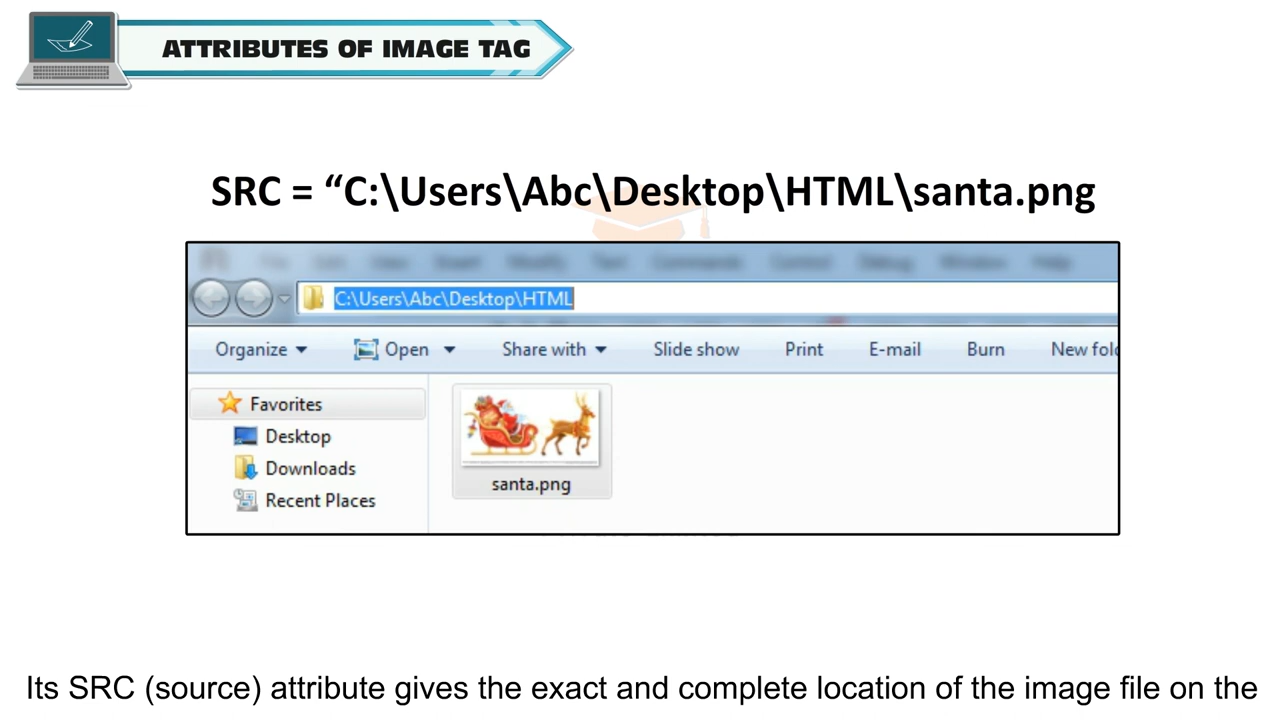 ATTRIBUTES OF IMAGE TAG
SRC = “C:\Users\Abc\Desktop\HTML\santa.png
C:\Users\Abc\Desktop\HTML
Organize Open Share with Slide show Print E-mail Burn New fold
Favorites
Desktop
Downloads
Recent Places
santa.png
Its SRC (source) attribute gives the exact and complete location of the image file on the